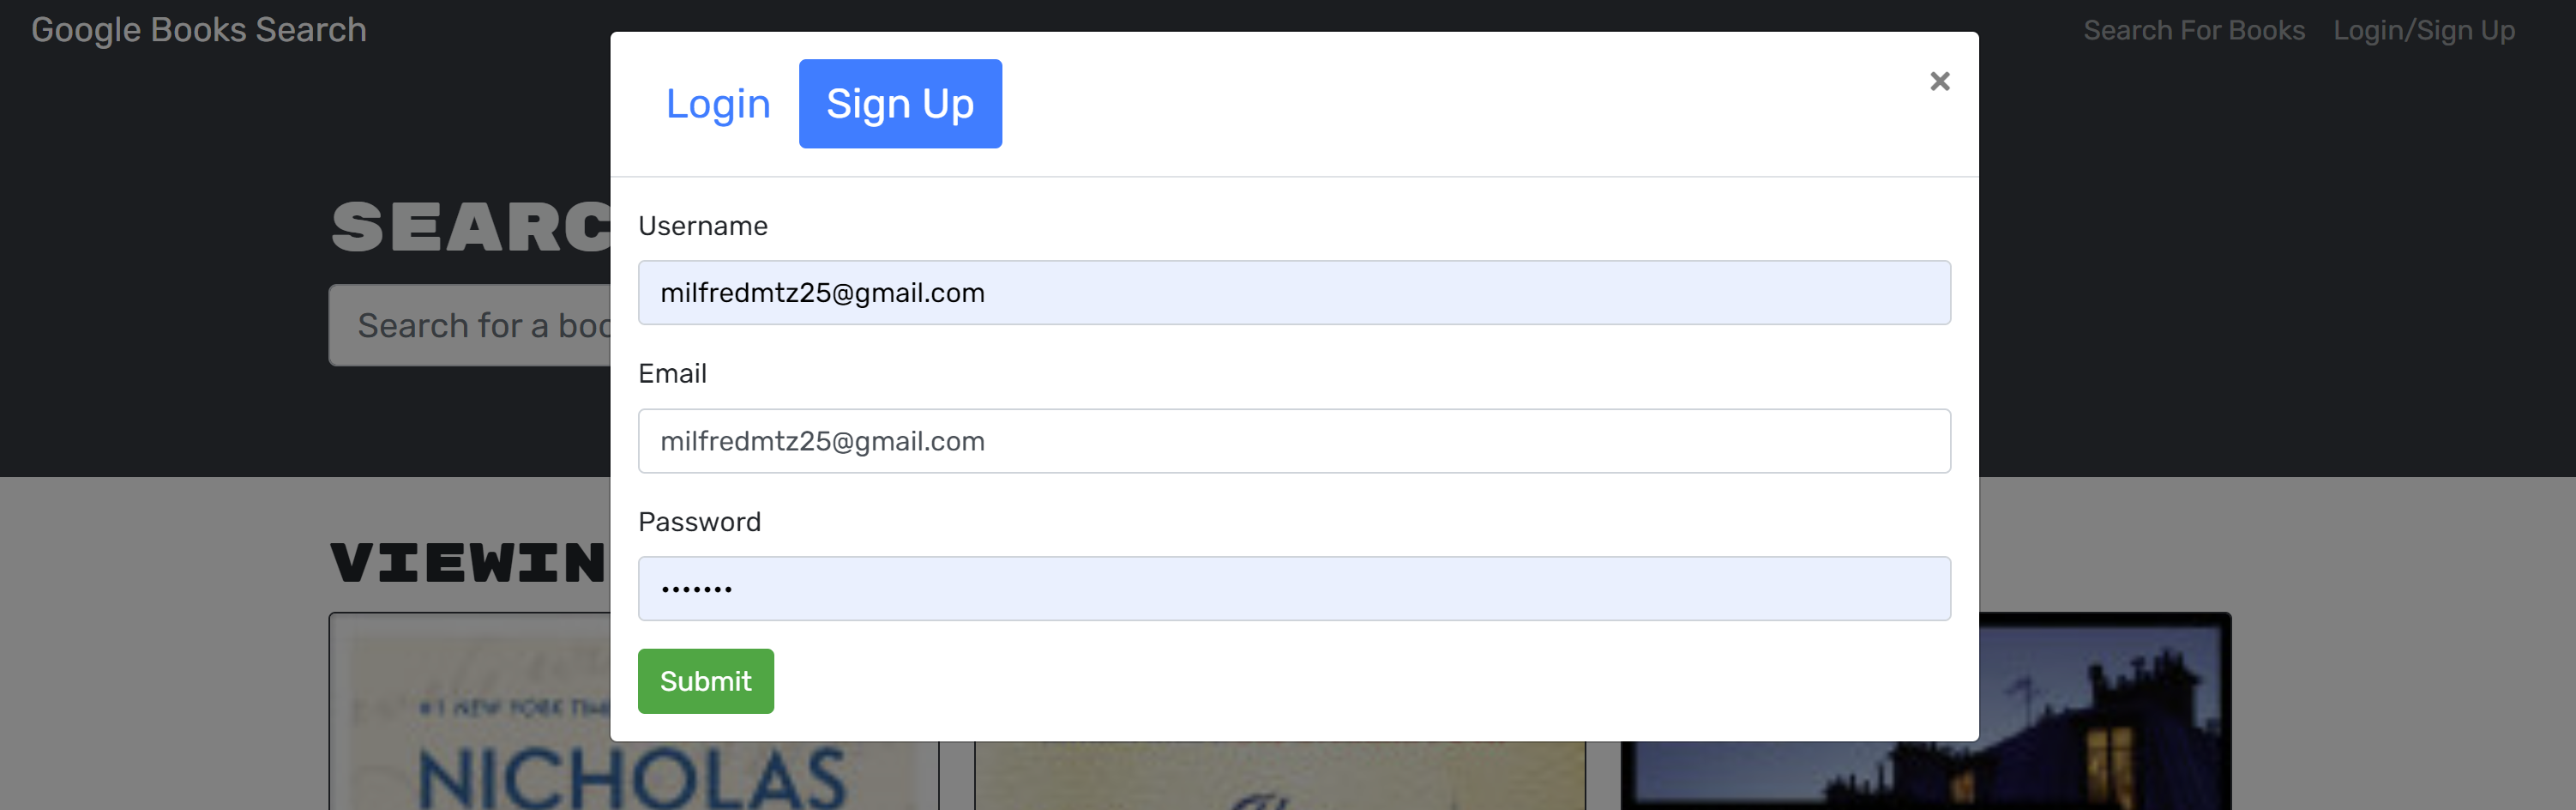 Google Books Search
Search For Books
Login/Sign Up
Login
Sign Up
×
SEARC
Username
milfredmtz25@gmail.com
Search for a boo
Email
milfredmtz25@gmail.com
Password
•••••••
VIEWIN
Submit
#1 NEW YORK TIME
NICHOLAS